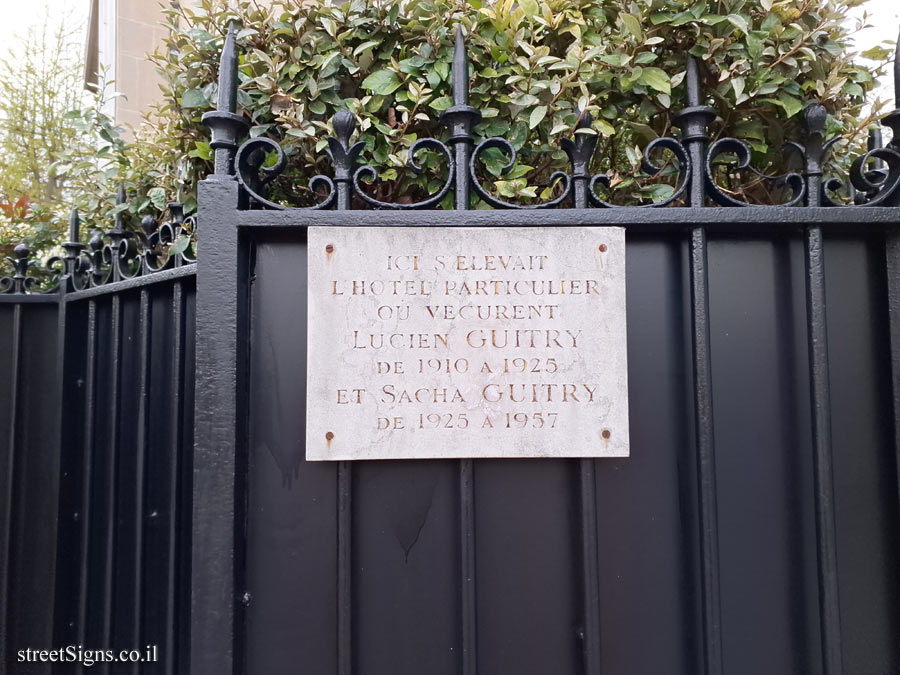 ICI S'ELEVAIT
L'HOTEL PARTICULIER
OÙ VECURENT
LUCIEN GUITRY
DE 1910 A 1925
ET SACHA GUITRY
DE 1925 A 1957
streetSigns.co.il